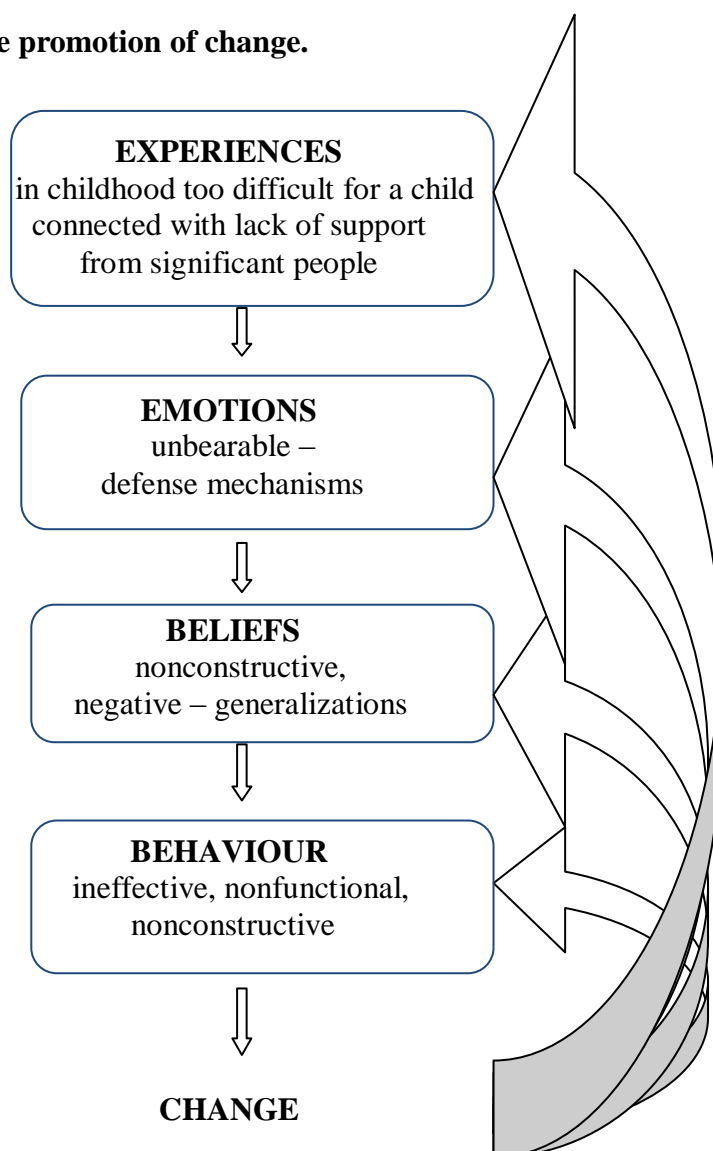 e promotion of change.
EXPERIENCES
in childhood too difficult for a child
connected with lack of support
from significant people
EMOTIONS
unbearable –
defense mechanisms
BELIEFS
nonconstructive,
negative – generalizations
BEHAVIOUR
ineffective, nonfunctional,
nonconstructive
CHANGE